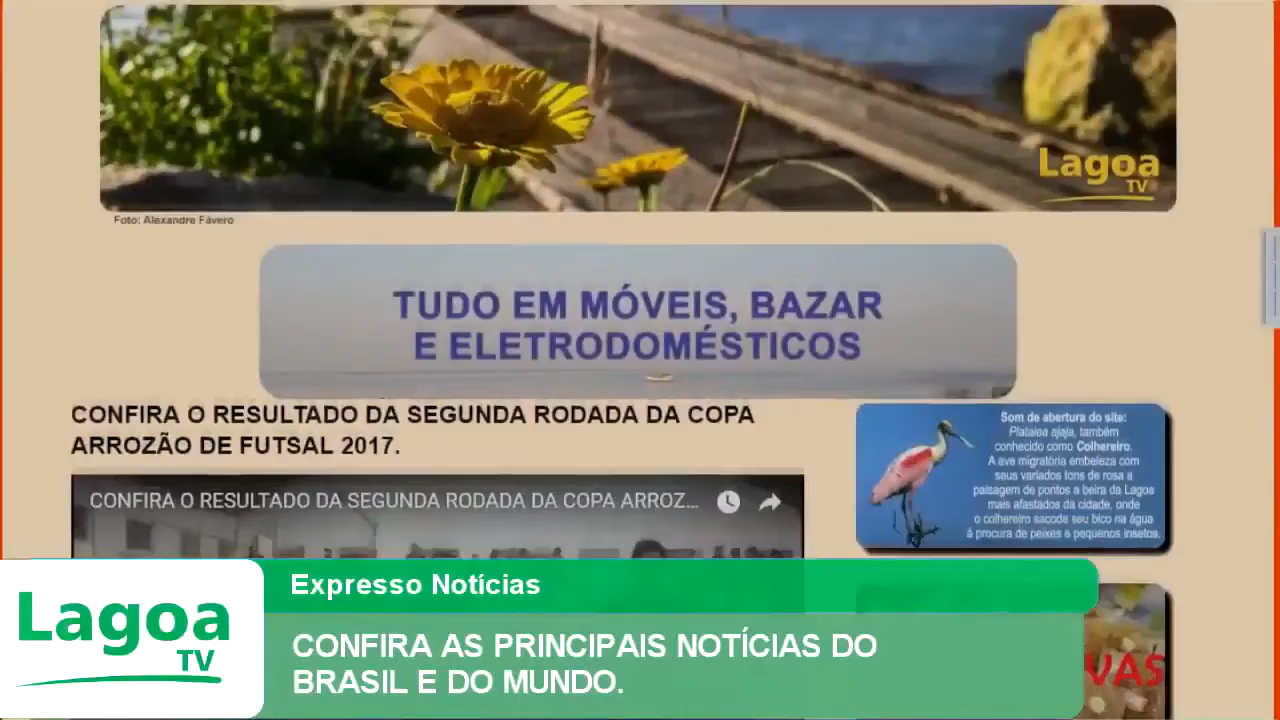 Lagoa
TV
Foto: Alexandre Fávero
TUDO EM MÓVEIS, BAZAR
E ELETRODOMÉSTICOS
CONFIRA O RESULTADO DA SEGUNDA RODADA DA COPA
ARROZÃO DE FUTSAL 2017.
CONFIRA O RESULTADO DA SEGUNDA RODADA DA COPA ARROZ...
Som de abertura do site:
Platalea ajaja, também
conhecido como Colhereiro.
A ave migratória embeleza com
seus variados tons de rosa a
paisagem de pontos a beira da Lagoa
mais afastados da cidade, onde
o colhereiro sacode seu bico na água
à procura de peixes e pequenos insetos.
VAS
Expresso Notícias
Lagoa
TV
CONFIRA AS PRINCIPAIS NOTÍCIAS DO
BRASIL E DO MUNDO.